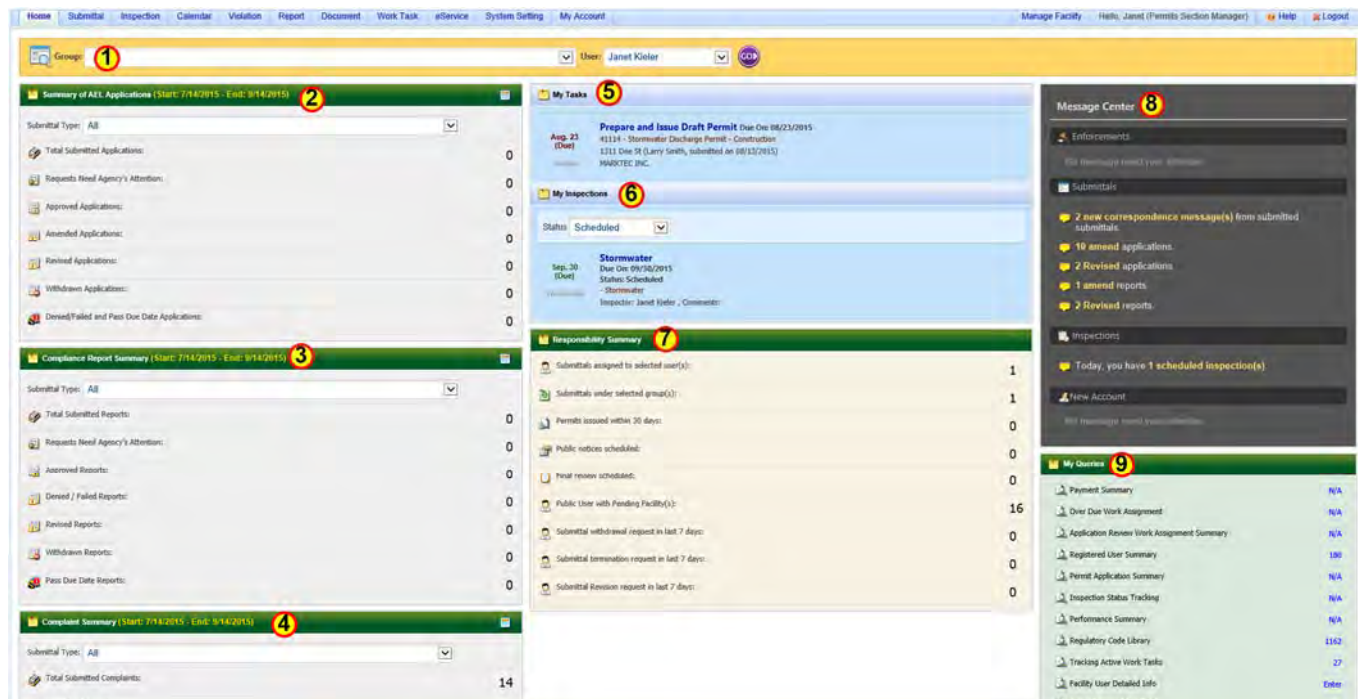 Home Submittal Inspection Calendar Violation Report Document Work Task eService System Setting My Account Manage Facility Hello, Janet (Permits Section Manager) Help Logout
Group: 1 User: Janet Kieler GO
Summary of AEL Applications (Start: 7/14/2015 - End: 9/14/2015) 2
Submittal Type: All
Total Submitted Applications: 0
Requests Need Agency's Attention: 0
Approved Applications: 0
Amended Applications: 0
Revised Applications: 0
Withdrawn Applications: 0
Denied/Failed and Pass Due Date Applications: 0
Compliance Report Summary (Start: 7/14/2015 - End: 9/14/2015) 3
Submittal Type: All
Total Submitted Reports: 0
Requests Need Agency's Attention: 0
Approved Reports: 0
Denied / Failed Reports: 0
Revised Reports: 0
Withdrawn Reports: 0
Pass Due Date Reports: 0
Complaint Summary (Start: 7/14/2015 - End: 9/14/2015) 4
Submittal Type: All
Total Submitted Complaints: 14
My Tasks 5
Aug. 23
(Due)
Prepare and Issue Draft Permit Due On: 08/23/2015
41114 - Stormwater Discharge Permit - Construction
1311 Dee St (Larry Smith, submitted on 08/13/2015)
MARKTEC INC.
My Inspections 6
Status Scheduled
Sep. 30
(Due)
Stormwater
Due On: 09/30/2015
Status: Scheduled
- Stormwater
Inspector: Janet Kieler , Comments:
Responsibility Summary 7
Submittals assigned to selected user(s): 1
Submittals under selected group(s): 1
Permits issued within 30 days: 0
Public notices scheduled: 0
Final review scheduled: 0
Public User with Pending Facility(s): 16
Submittal withdrawal request in last 7 days: 0
Submittal termination request in last 7 days: 0
Submittal Revision request in last 7 days: 0
Message Center 8
Enforcements
No message need your attention
Submittals
2 new correspondence message(s) from submitted
submittals.
10 amend applications.
2 Revised applications.
1 amend reports.
2 Revised reports.
Inspections
Today, you have 1 scheduled inspection(s)
New Account
No message need your attention
My Queries 9
Payment Summary N/A
Over Due Work Assignment N/A
Application Review Work Assignment Summary N/A
Registered User Summary 180
Permit Application Summary N/A
Inspection Status Tracking N/A
Performance Summary N/A
Regulatory Code Library 1162
Tracking Active Work Tasks 27
Facility User Detailed Info Enter